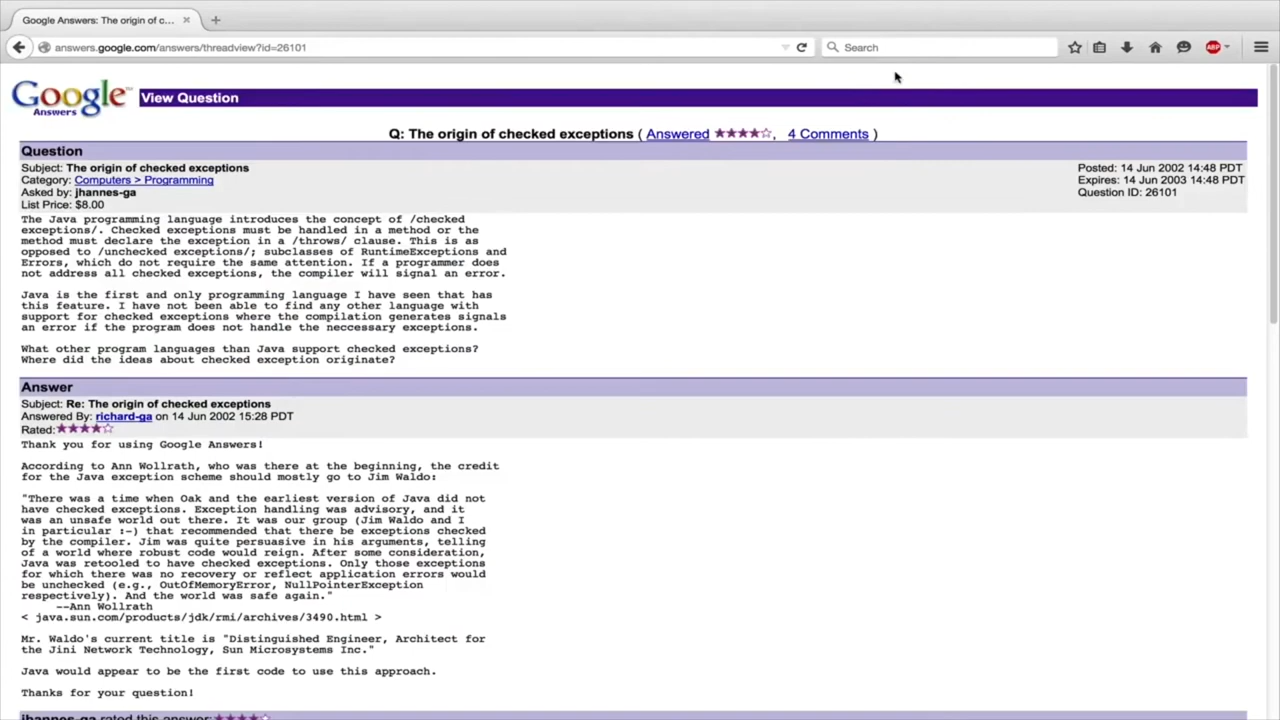 Google Answers: The origin of c...
answers.google.com/answers/threadview?id=26101
Search
ABP
Google Answers
View Question
Q: The origin of checked exceptions ( Answered, 4 Comments )
Question
Subject: The origin of checked exceptions
Category: Computers > Programming
Asked by: jhannes-ga
List Price: $8.00
Posted: 14 Jun 2002 14:48 PDT
Expires: 14 Jun 2003 14:48 PDT
Question ID: 26101
The Java programming language introduces the concept of /checked
exceptions/. Checked exceptions must be handled in a method or the
method must declare the exception in a /throws/ clause. This is as
opposed to /unchecked exceptions/; subclasses of RuntimeExceptions and
Errors, which do not require the same attention. If a programmer does
not address all checked exceptions, the compiler will signal an error.
Java is the first and only programming language I have seen that has
this feature. I have not been able to find any other language with
support for checked exceptions where the compilation generates signals
an error if the program does not handle the neccessary exceptions.
What other program languages than Java support checked exceptions?
Where did the ideas about checked exception originate?
Answer
Subject: Re: The origin of checked exceptions
Answered By: richard-ga on 14 Jun 2002 15:28 PDT
Rated:
Thank you for using Google Answers!
According to Ann Wollrath, who was there at the beginning, the credit
for the Java exception scheme should mostly go to Jim Waldo:
"There was a time when Oak and the earliest version of Java did not
have checked exceptions. Exception handling was advisory, and it
was an unsafe world out there. It was our group (Jim Waldo and I
in particular :-) that recommended that there be exceptions checked
by the compiler. Jim was quite persuasive in his arguments, telling
of a world where robust code would reign. After some consideration,
Java was retooled to have checked exceptions. Only those exceptions
for which there was no recovery or reflect application errors would
be unchecked (e.g., OutOfMemoryError, NullPointerException
respectively). And the world was safe again."
--Ann Wollrath
< java.sun.com/products/jdk/rmi/archives/3490.html >
Mr. Waldo's current title is "Distinguished Engineer, Architect for
the Jini Network Technology, Sun Microsystems Inc."
Java would appear to be the first code to use this approach.
Thanks for your question!
jhannes-ga rated this answer: